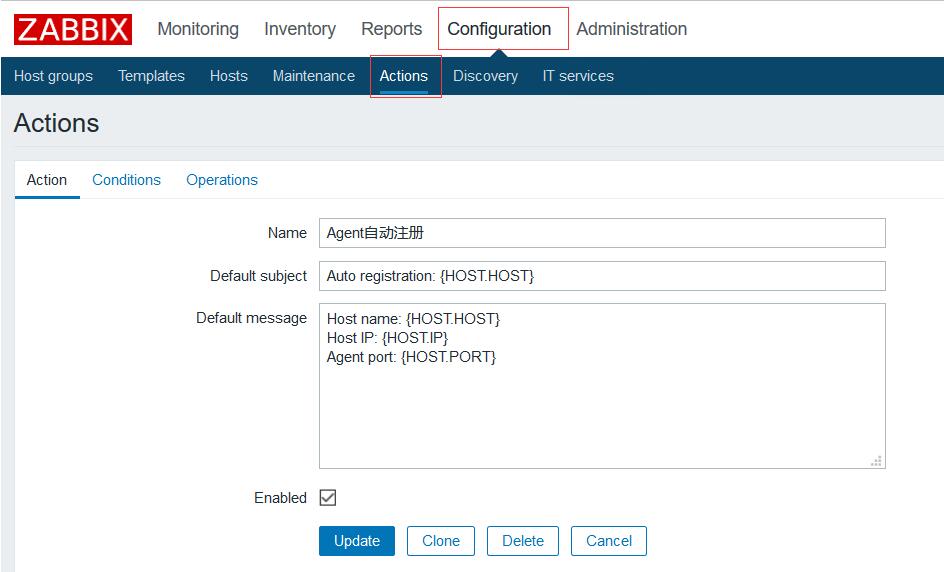 ZABBIX Monitoring Inventory Reports Configuration Administration
Host groups Templates Hosts Maintenance Actions Discovery IT services
Actions
Action Conditions Operations
Name Agent自动注册
Default subject Auto registration: {HOST.HOST}
Default message Host name: {HOST.HOST}
Host IP: {HOST.IP}
Agent port: {HOST.PORT}
Enabled
Update Clone Delete Cancel